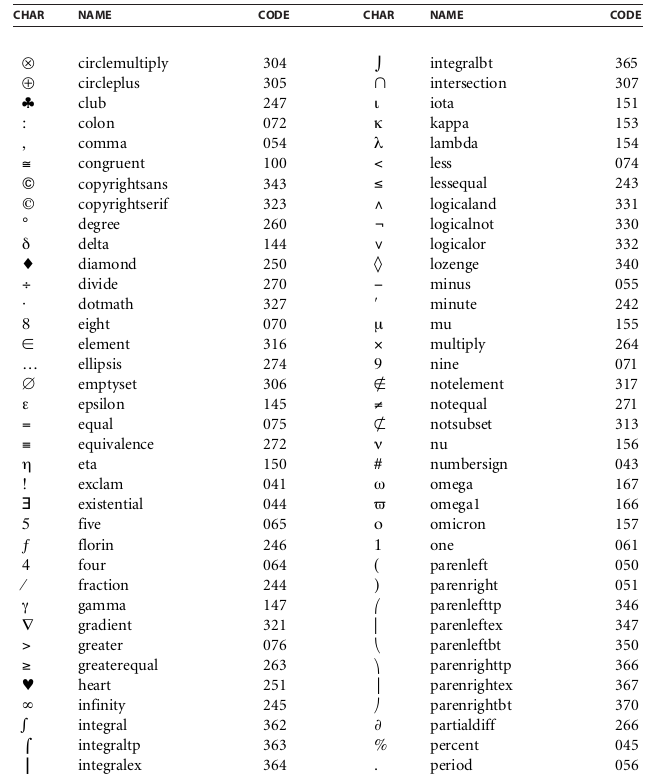 CHAR NAME CODE CHAR NAME CODE
⊗ circlemultiply 304 ⌡ integralbt 365
⊕ circleplus 305 ∩ intersection 307
♣ club 247 ι iota 151
: colon 072 κ kappa 153
, comma 054 λ lambda 154
≅ congruent 100 < less 074
© copyrightsans 343 ≤ lessequal 243
© copyrightserif 323 ∧ logicaland 331
° degree 260 ¬ logicalnot 330
δ delta 144 ∨ logicalor 332
♦ diamond 250 ◊ lozenge 340
÷ divide 270 − minus 055
⋅ dotmath 327 ′ minute 242
8 eight 070 μ mu 155
∈ element 316 × multiply 264
… ellipsis 274 9 nine 071
∅ emptyset 306 ∉ notelement 317
ε epsilon 145 ≠ notequal 271
= equal 075 ⊄ notsubset 313
≡ equivalence 272 ν nu 156
η eta 150 # numbersign 043
! exclam 041 ω omega 167
∃ existential 044 ϖ omega1 166
5 five 065 ο omicron 157
ƒ florin 246 1 one 061
4 four 064 ( parenleft 050
⁄ fraction 244 ) parenright 051
γ gamma 147 ⎛ parenlefttp 346
∇ gradient 321 ⎜ parenleftex 347
> greater 076 ⎝ parenleftbt 350
≥ greaterequal 263 ⎞ parenrighttp 366
♥ heart 251 ⎟ parenrightex 367
∞ infinity 245 ⎠ parenrightbt 370
∫ integral 362 ∂ partialdiff 266
⌠ integraltp 363 % percent 045
⎮ integralex 364 . period 056